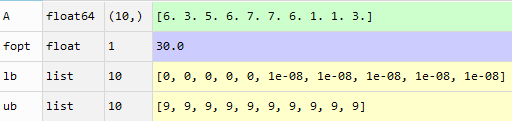 A float64 (10,) [6. 3. 5. 6. 7. 7. 6. 1. 1. 3.]
fopt float 1 30.0
lb list 10 [0, 0, 0, 0, 0, 1e-08, 1e-08, 1e-08, 1e-08, 1e-08]
ub list 10 [9, 9, 9, 9, 9, 9, 9, 9, 9, 9]